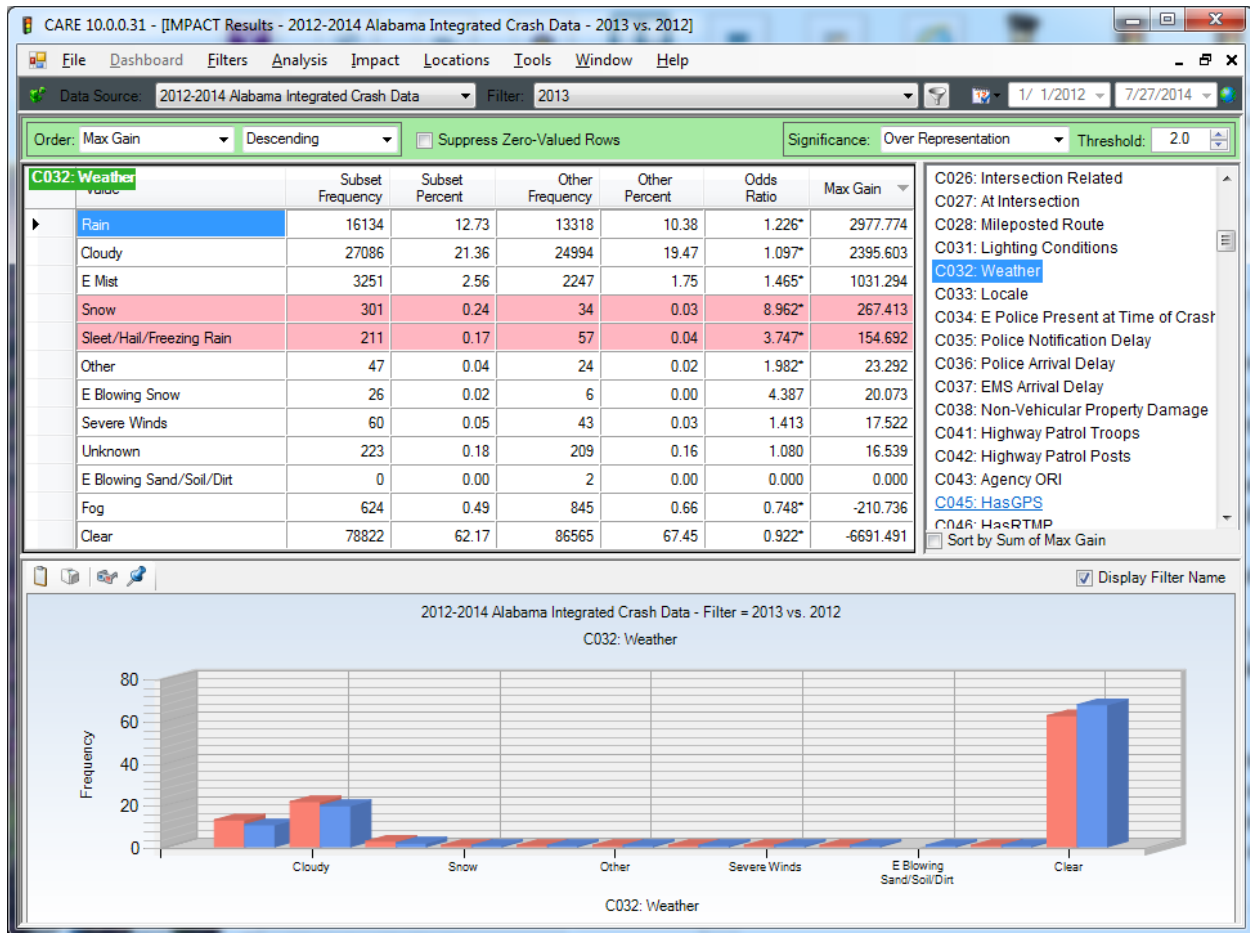 CARE 10.0.0.31 - [IMPACT Results - 2012-2014 Alabama Integrated Crash Data - 2013 vs. 2012]
File Dashboard Filters Analysis Impact Locations Tools Window Help
Data Source: 2012-2014 Alabama Integrated Crash Data Filter: 2013 1/ 1/2012 7/27/2014
Order: Max Gain Descending Suppress Zero-Valued Rows Significance: Over Representation Threshold: 2.0
C032: Weather
Value Subset Frequency Subset Percent Other Frequency Other Percent Odds Ratio Max Gain
Rain 16134 12.73 13318 10.38 1.226* 2977.774
Cloudy 27086 21.36 24994 19.47 1.097* 2395.603
E Mist 3251 2.56 2247 1.75 1.465* 1031.294
Snow 301 0.24 34 0.03 8.962* 267.413
Sleet/Hail/Freezing Rain 211 0.17 57 0.04 3.747* 154.692
Other 47 0.04 24 0.02 1.982* 23.292
E Blowing Snow 26 0.02 6 0.00 4.387 20.073
Severe Winds 60 0.05 43 0.03 1.413 17.522
Unknown 223 0.18 209 0.16 1.080 16.539
E Blowing Sand/Soil/Dirt 0 0.00 2 0.00 0.000 0.000
Fog 624 0.49 845 0.66 0.748* -210.736
Clear 78822 62.17 86565 67.45 0.922* -6691.491
C026: Intersection Related
C027: At Intersection
C028: Mileposted Route
C031: Lighting Conditions
C032: Weather
C033: Locale
C034: E Police Present at Time of Crash
C035: Police Notification Delay
C036: Police Arrival Delay
C037: EMS Arrival Delay
C038: Non-Vehicular Property Damage
C041: Highway Patrol Troops
C042: Highway Patrol Posts
C043: Agency ORI
C045: HasGPS
C046: HasRTMP
Sort by Sum of Max Gain
Display Filter Name
2012-2014 Alabama Integrated Crash Data - Filter = 2013 vs. 2012
C032: Weather
Frequency
80
60
40
20
0
Cloudy Snow Other Severe Winds E Blowing Sand/Soil/Dirt Clear
C032: Weather